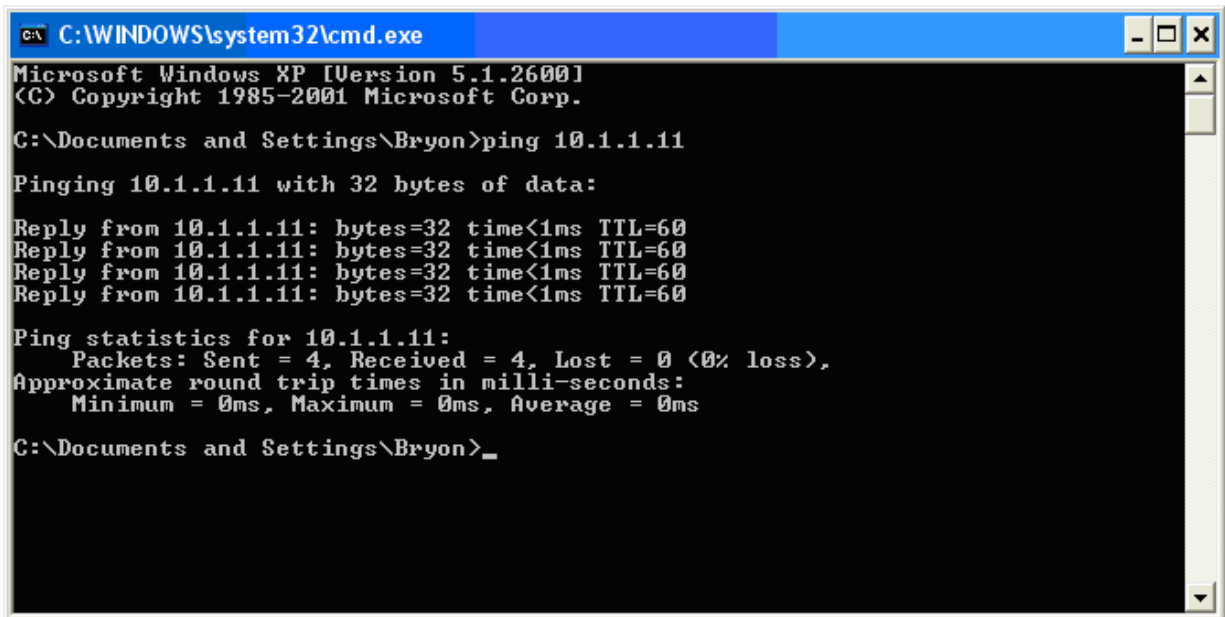 C:\WINDOWS\system32\cmd.exe
Microsoft Windows XP [Version 5.1.2600]
(C) Copyright 1985-2001 Microsoft Corp.
C:\Documents and Settings\Bryon>ping 10.1.1.11
Pinging 10.1.1.11 with 32 bytes of data:
Reply from 10.1.1.11: bytes=32 time<1ms TTL=60
Reply from 10.1.1.11: bytes=32 time<1ms TTL=60
Reply from 10.1.1.11: bytes=32 time<1ms TTL=60
Reply from 10.1.1.11: bytes=32 time<1ms TTL=60
Ping statistics for 10.1.1.11:
    Packets: Sent = 4, Received = 4, Lost = 0 (0% loss),
Approximate round trip times in milli-seconds:
    Minimum = 0ms, Maximum = 0ms, Average = 0ms
C:\Documents and Settings\Bryon>_